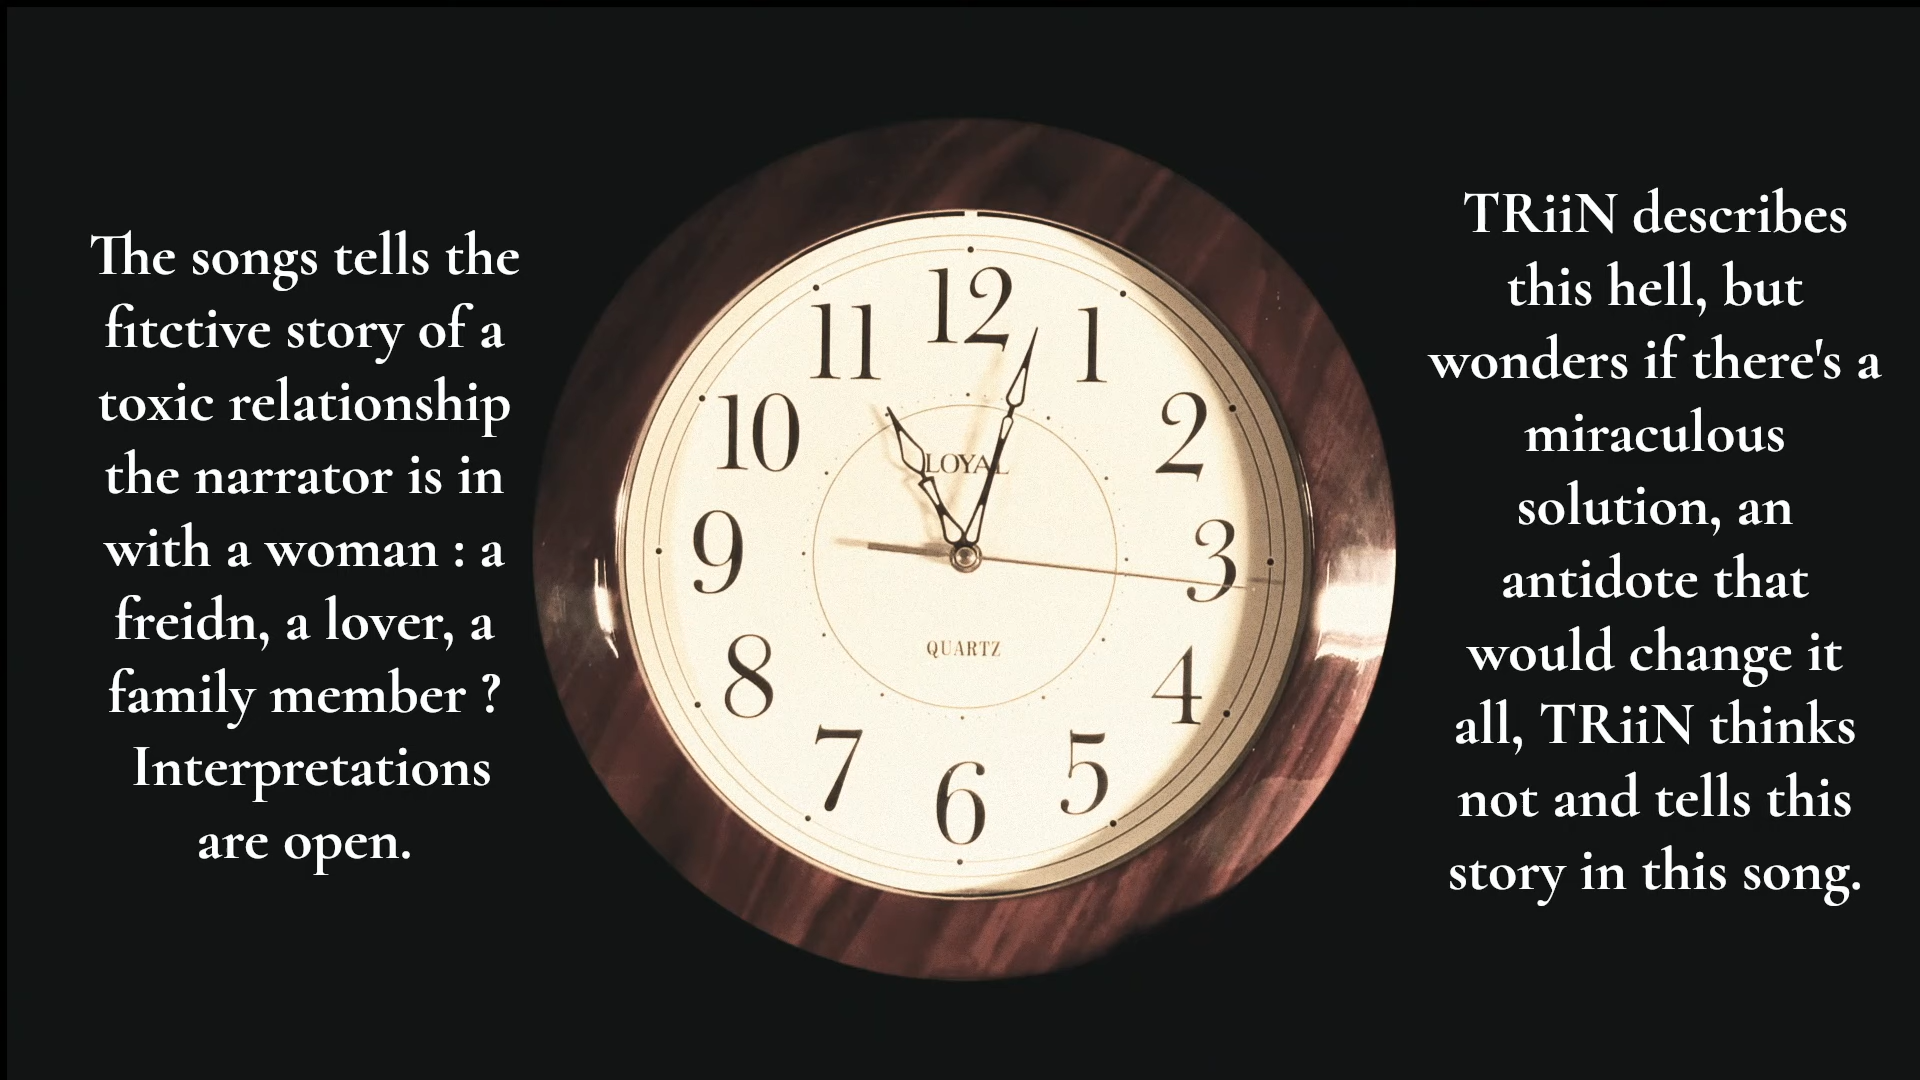 The songs tells the
fitctive story of a
toxic relationship
the narrator is in
with a woman : a
freidn, a lover, a
family member ?
Interpretations
are open.
12
1
2
3
4
5
6
7
8
9
10
11
LOYAL
QUARTZ
TRiiN describes
this hell, but
wonders if there's a
miraculous
solution, an
antidote that
would change it
all, TRiiN thinks
not and tells this
story in this song.